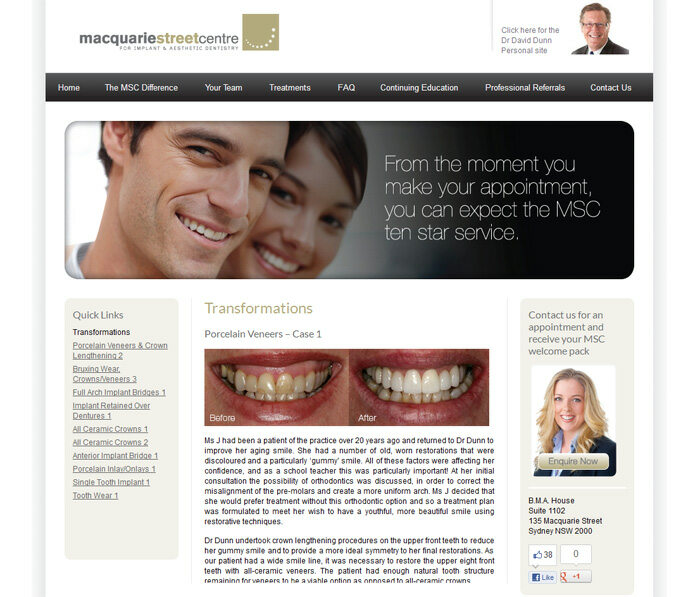 macquariestreetcentre
FOR IMPLANT & AESTHETIC DENTISTRY
Click here for the
Dr David Dunn
Personal site
Home The MSC Difference Your Team Treatments FAQ Continuing Education Professional Referrals Contact Us
From the moment you
make your appointment,
you can expect the MSC
ten star service.
Quick Links
Transformations
Porcelain Veneers & Crown
Lengthening 2
Bruxing Wear,
Crowns/Veneers 3
Full Arch Implant Bridges 1
Implant Retained Over
Dentures 1
All Ceramic Crowns 1
All Ceramic Crowns 2
Anterior Implant Bridge 1
Porcelain Inlay/Onlays 1
Single Tooth Implant 1
Tooth Wear 1
Transformations
Porcelain Veneers – Case 1
Before
After
Ms J had been a patient of the practice over 20 years ago and returned to Dr Dunn to
improve her aging smile. She had a number of old, worn restorations that were
discoloured and a particularly ‘gummy’ smile. All of these factors were affecting her
confidence, and as a school teacher this was particularly important! At her initial
consultation the possibility of orthodontics was discussed, in order to correct the
misalignment of the pre-molars and create a more uniform arch. Ms J decided that
she would prefer treatment without this orthodontic option and so a treatment plan
was formulated to meet her wish to have a youthful, more beautiful smile using
restorative techniques.
Dr Dunn undertook crown lengthening procedures on the upper front teeth to reduce
her gummy smile and to provide a more ideal symmetry to her final restorations. As
our patient had a wide smile line, it was necessary to restore the upper eight front
teeth with all-ceramic veneers. The patient had enough natural tooth structure
remaining for veneers to be a viable option as opposed to all-ceramic crowns.
Contact us for an
appointment and
receive your MSC
welcome pack
Enquire Now
B.M.A. House
Suite 1102
135 Macquarie Street
Sydney NSW 2000
38
0
Like
+1